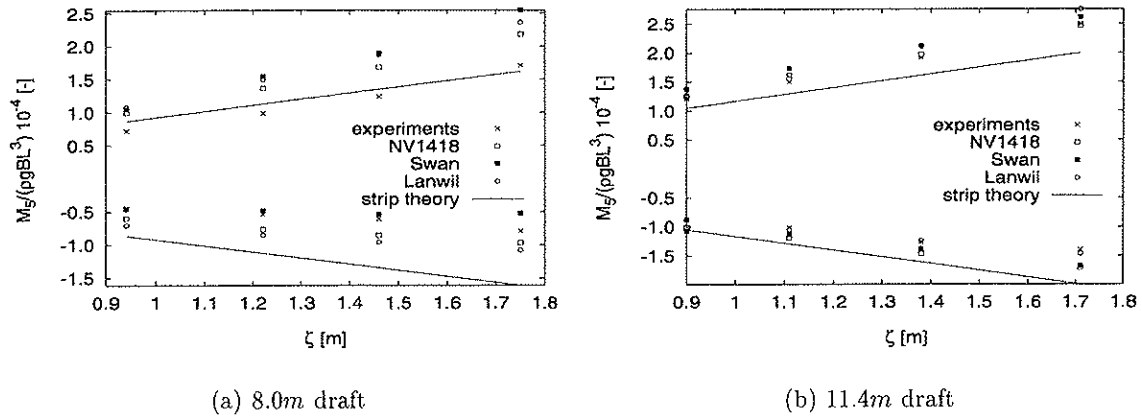 M5/(ρgBL³) 10⁻⁴ [-]
2.5
2.0
1.5
1.0
0.5
-0.5
-1.0
-1.5
experiments
NV1418
Swan
Lanwil
strip theory
0.9 1 1.1 1.2 1.3 1.4 1.5 1.6 1.7 1.8
ζ [m]
(a) 8.0m draft
M5/(ρgBL³) 10⁻⁴ [-]
2.5
2.0
1.5
1.0
0.5
-0.5
-1.0
-1.5
experiments
NV1418
Swan
Lanwil
strip theory
0.9 1 1.1 1.2 1.3 1.4 1.5 1.6 1.7 1.8
ζ [m]
(b) 11.4m draft